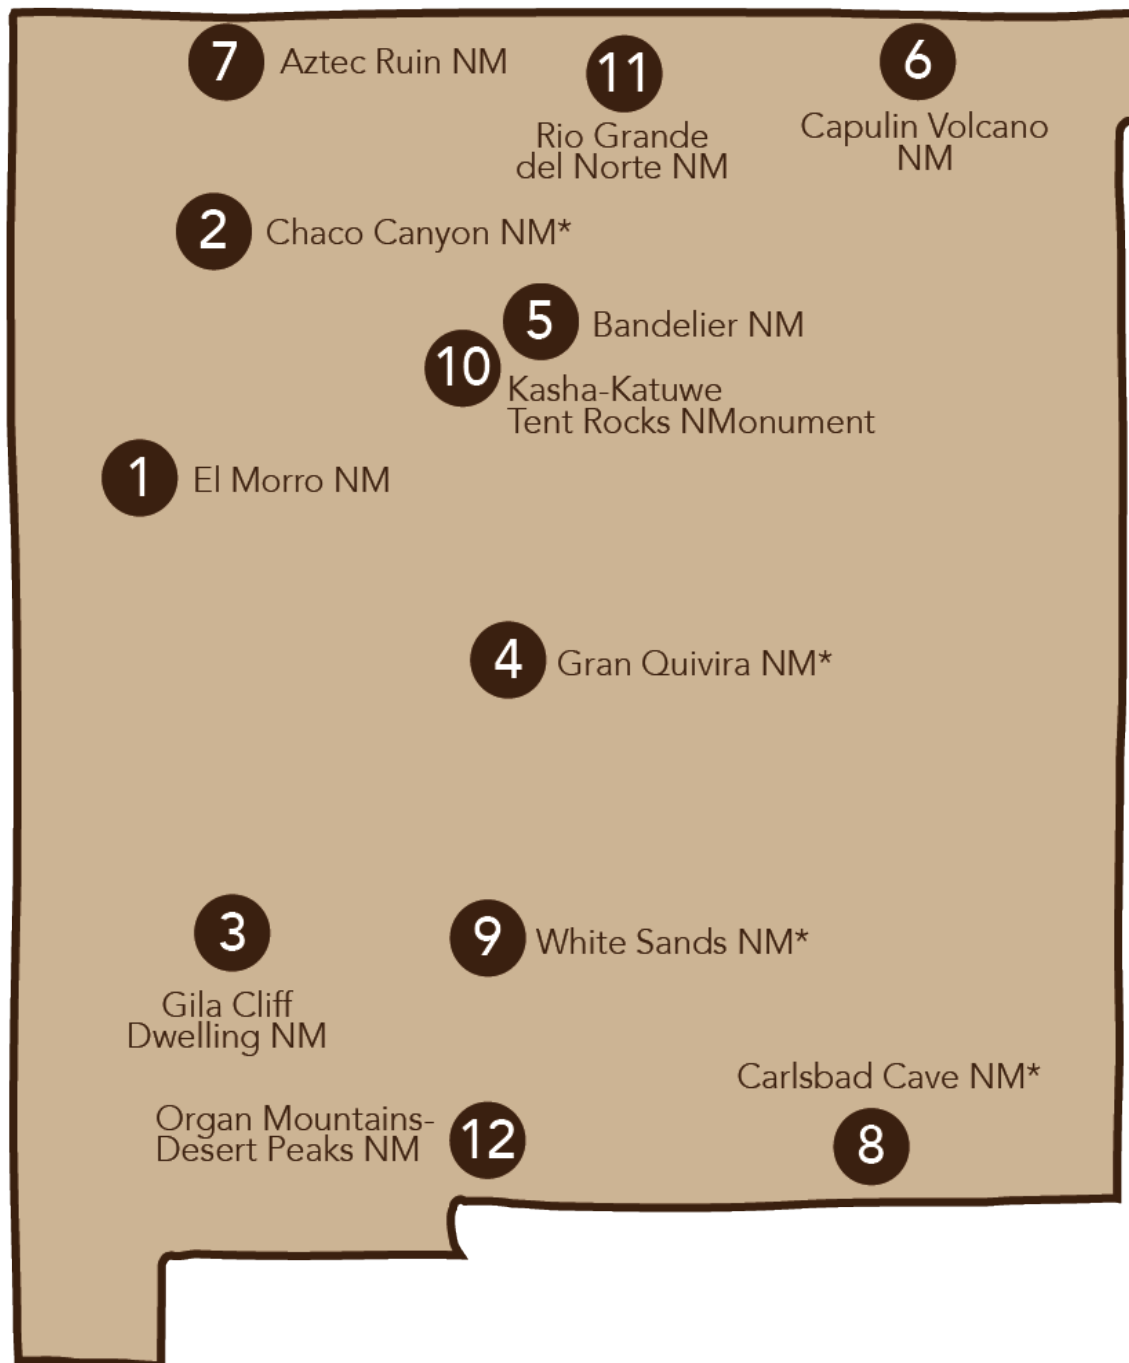 7 Aztec Ruin NM
11
Rio Grande
del Norte NM
6
Capulin Volcano
NM
2 Chaco Canyon NM*
5 Bandelier NM
10 Kasha-Katuwe
Tent Rocks NMonument
1 El Morro NM
4 Gran Quivira NM*
3
Gila Cliff
Dwelling NM
9 White Sands NM*
Carlsbad Cave NM*
8
Organ Mountains-
Desert Peaks NM
12